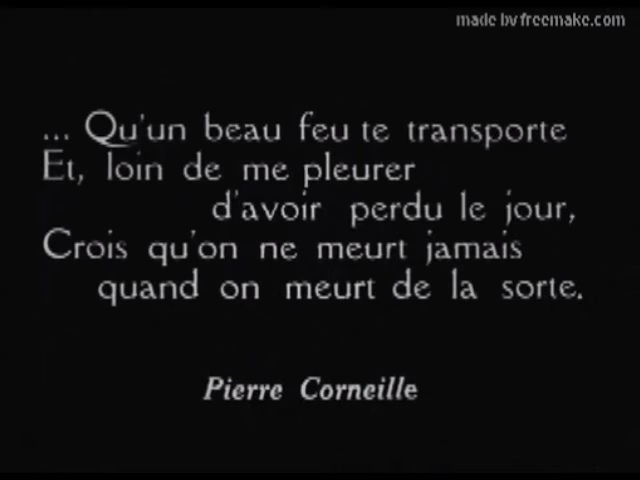 made by freemake.com
... Qu'un beau feu te transporte
Et, loin de me pleurer
d'avoir perdu le jour,
Crois qu'on ne meurt jamais
quand on meurt de la sorte.
Pierre Corneille